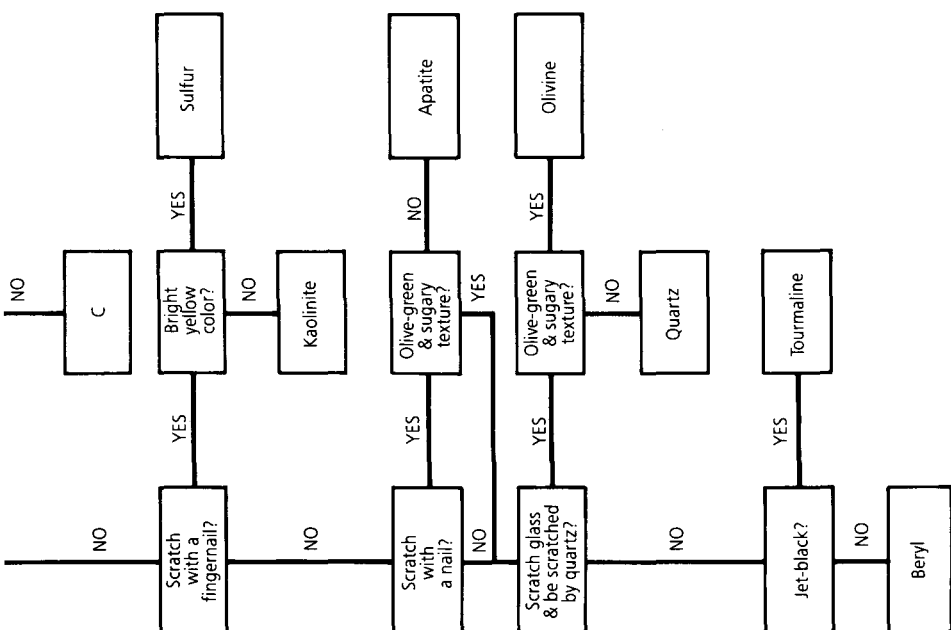 NO
C
NO
Scratch
with a
fingernail?
YES
Bright
yellow
color?
YES
Sulfur
NO
Kaolinite
NO
Scratch
with
a nail?
YES
Olive-green
& sugary
texture?
NO
Apatite
YES
NO
Scratch glass
& be scratched
by quartz?
YES
Olive-green
& sugary
texture?
YES
Olivine
NO
Quartz
NO
Jet-black?
YES
Tourmaline
NO
Beryl